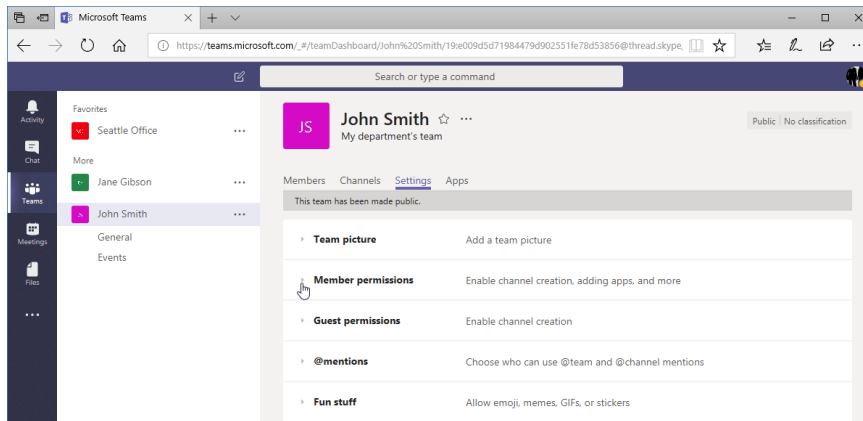 Microsoft Teams
https://teams.microsoft.com/_#/teamDashboard/John%20Smith/19:e009d5d71984479d902551fe78d53856@thread.skype,
Search or type a command
Activity
Chat
Teams
Meetings
Files
Favorites
Seattle Office
More
Jane Gibson
John Smith
General
Events
JS
John Smith
My department's team
Public | No classification
Members Channels Settings Apps
This team has been made public.
Team picture Add a team picture
Member permissions Enable channel creation, adding apps, and more
Guest permissions Enable channel creation
@mentions Choose who can use @team and @channel mentions
Fun stuff Allow emoji, memes, GIFs, or stickers